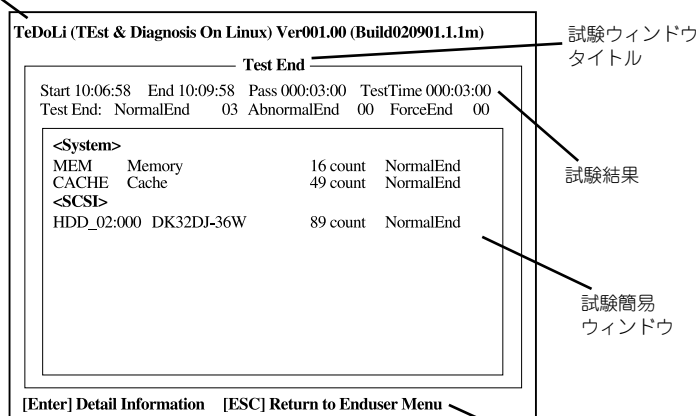 TeDoLi (TEst & Diagnosis On Linux) Ver001.00 (Build020901.1.1m)
試験ウィンドウ
タイトル
Test End
Start 10:06:58 End 10:09:58 Pass 000:03:00 TestTime 000:03:00
Test End: NormalEnd 03 AbnormalEnd 00 ForceEnd 00
試験結果
<System>
MEM Memory 16 count NormalEnd
CACHE Cache 49 count NormalEnd
<SCSI>
HDD_02:000 DK32DJ-36W 89 count NormalEnd
試験簡易
ウィンドウ
[Enter] Detail Information [ESC] Return to Enduser Menu